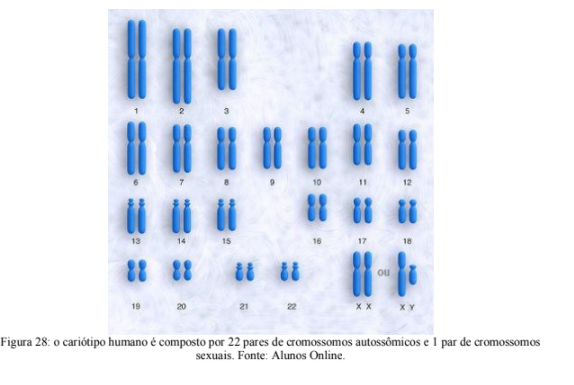 1 2 3 4 5
6 7 8 9 10 11 12
13 14 15 16 17 18
ou
19 20 21 22 X X X Y
Figura 28: o cariótipo humano é composto por 22 pares de cromossomos autossômicos e 1 par de cromossomos
sexuais. Fonte: Alunos Online.